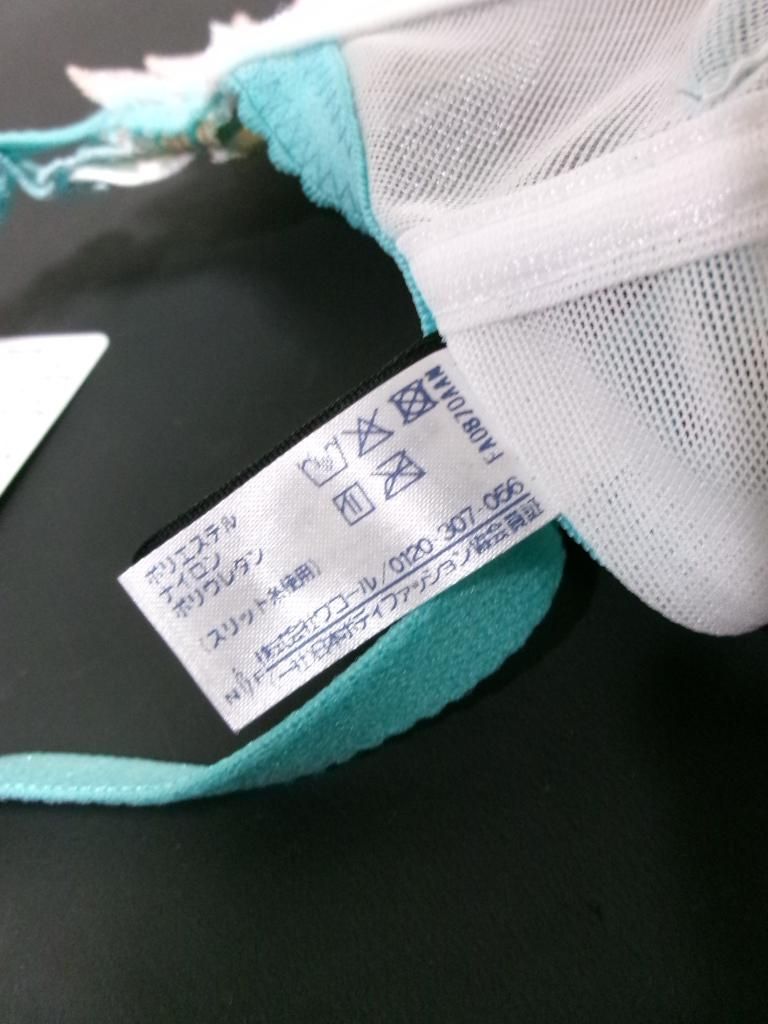 ポリエステル
ナイロン
ポリウレタン
(スリット糸使用)
株式会社ワコール/0120-307-056
(一社)日本ボディファッション協会会員証
FA0870AAN